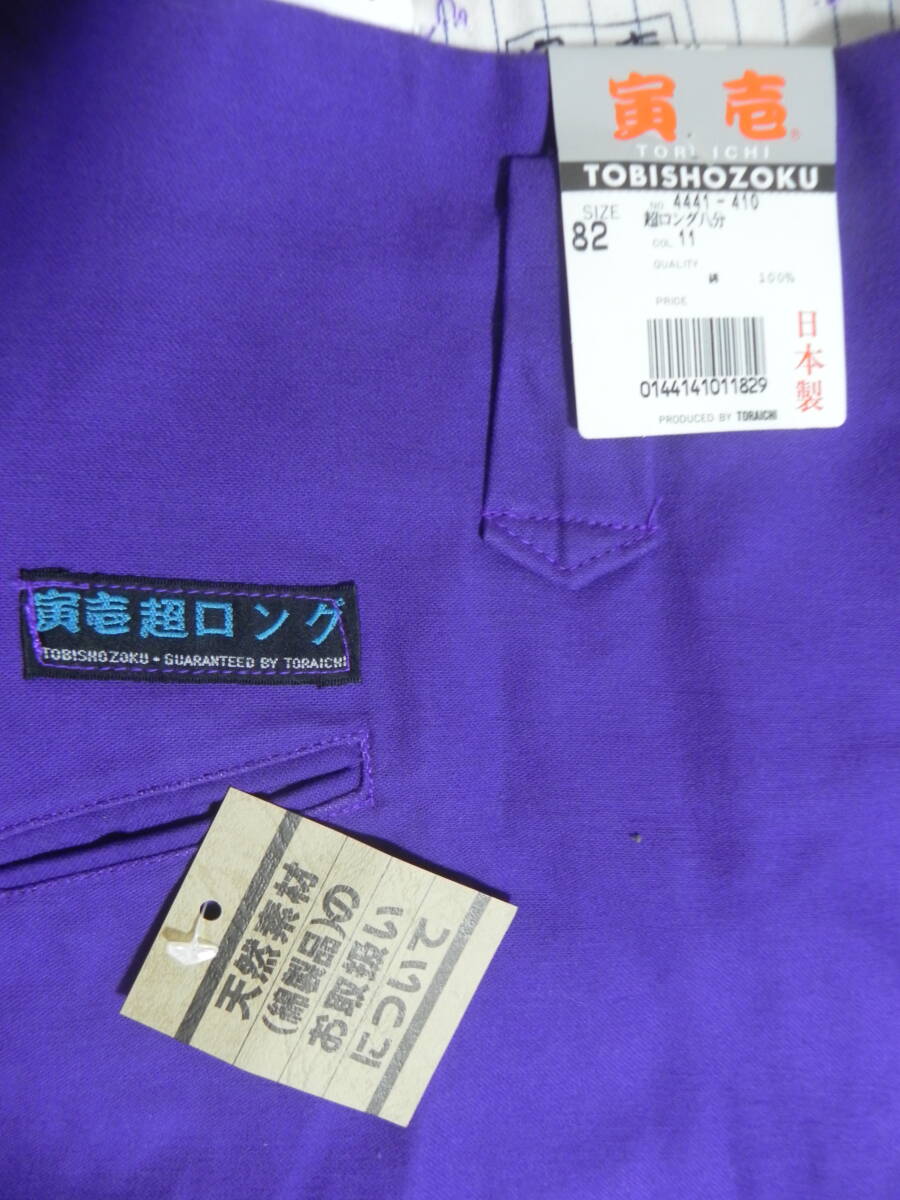 寅壱®
TORA ICHI
TOBISHOZOKU
NO. 4441-410
SIZE 超ロング八分
82
COL. 11
QUALITY
綿 100%
PRICE
0144141011829
日本製
PRODUCED BY TORAICHI
寅壱超ロング
TOBISHOZOKU • GUARANTEED BY TORAICHI
天然素材
(綿製品)の
お取扱い
について